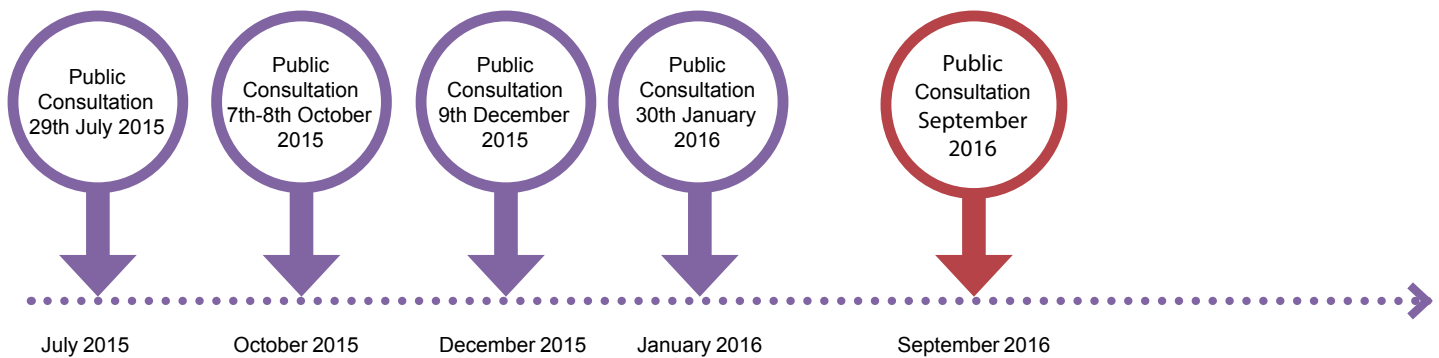 Public
Consultation
29th July 2015
Public
Consultation
7th-8th October
2015
Public
Consultation
9th December
2015
Public
Consultation
30th January
2016
Public
Consultation
September
2016
July 2015
October 2015
December 2015
January 2016
September 2016